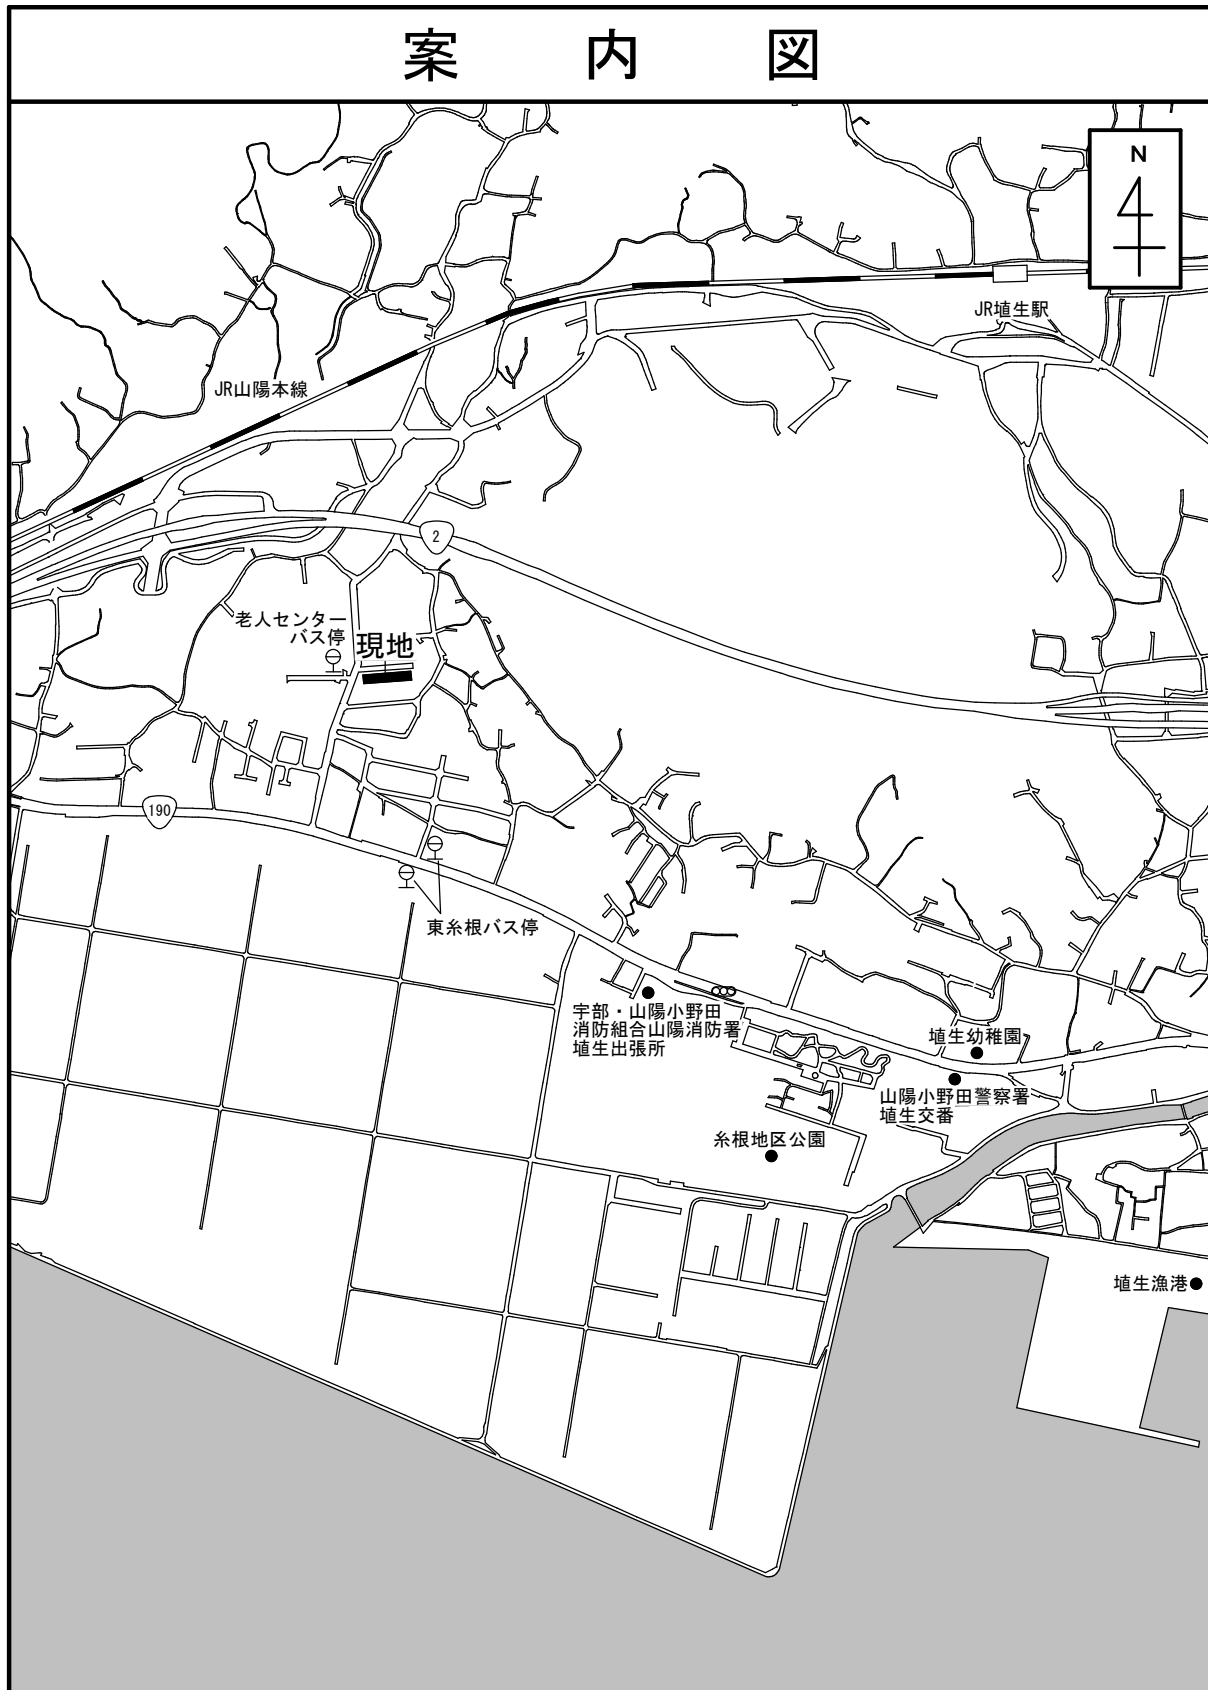 案内図
N
JR埴生駅
JR山陽本線
2
老人センター
バス停
現地
190
東糸根バス停
宇部・山陽小野田
消防組合山陽消防署
埴生出張所
埴生幼稚園
山陽小野田警察署
埴生交番
糸根地区公園
埴生漁港